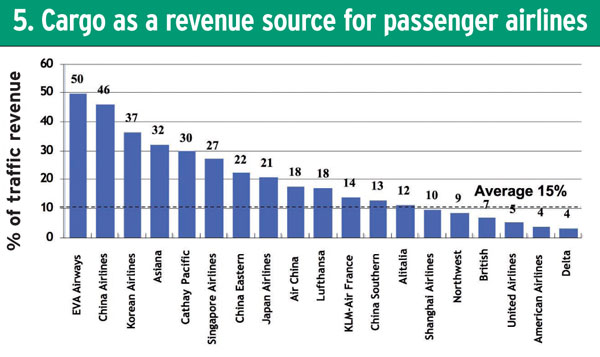 5. Cargo as a revenue source for passenger airlines
% of traffic revenue
60
50
40
30
20
10
0
50
46
37
32
30
27
22
21
18
18
14
13
12
10
9
7
5
4
4
Average 15%
EVA Airways
China Airlines
Korean Airlines
Asiana
Cathay Pacific
Singapore Airlines
China Eastern
Japan Airlines
Air China
Lufthansa
KLM-Air France
China Southern
Alitalia
Shanghai Airlines
Northwest
British
United Airlines
American Airlines
Delta